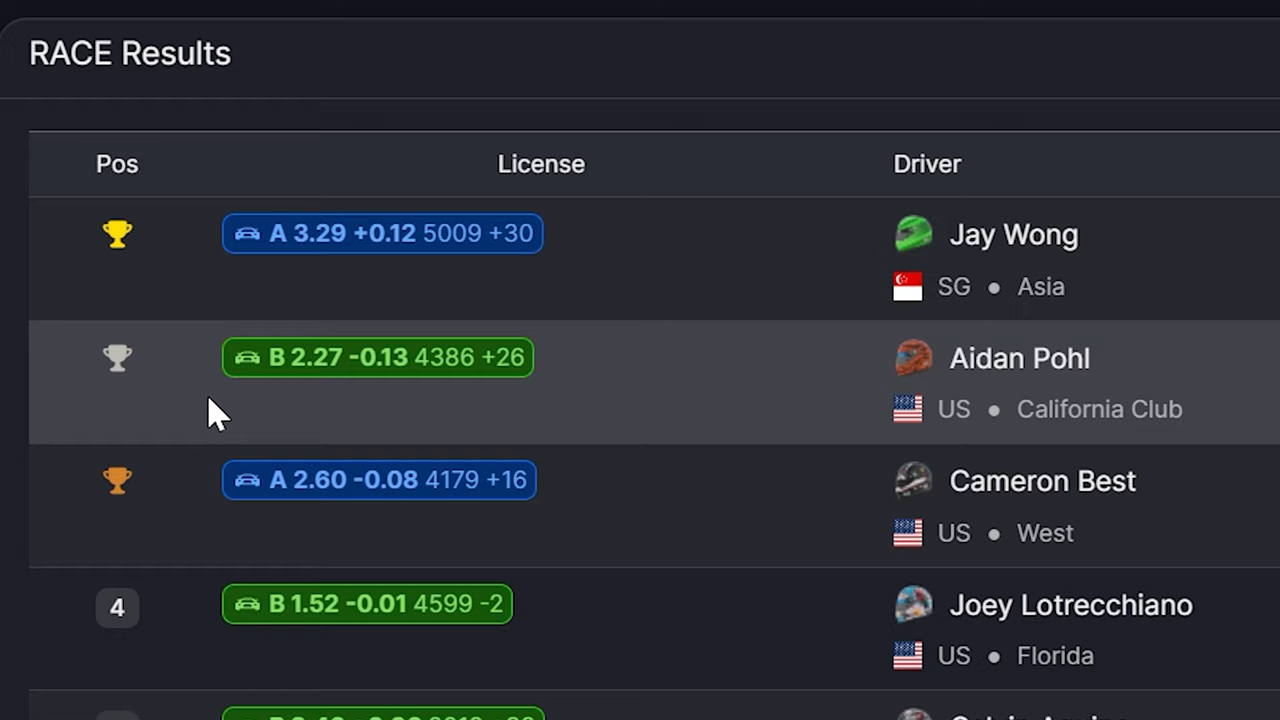 RACE Results
Pos License Driver
A 3.29 +0.12 5009 +30 Jay Wong
SG • Asia
B 2.27 -0.13 4386 +26 Aidan Pohl
US • California Club
A 2.60 -0.08 4179 +16 Cameron Best
US • West
4 B 1.52 -0.01 4599 -2 Joey Lotrecchiano
US • Florida